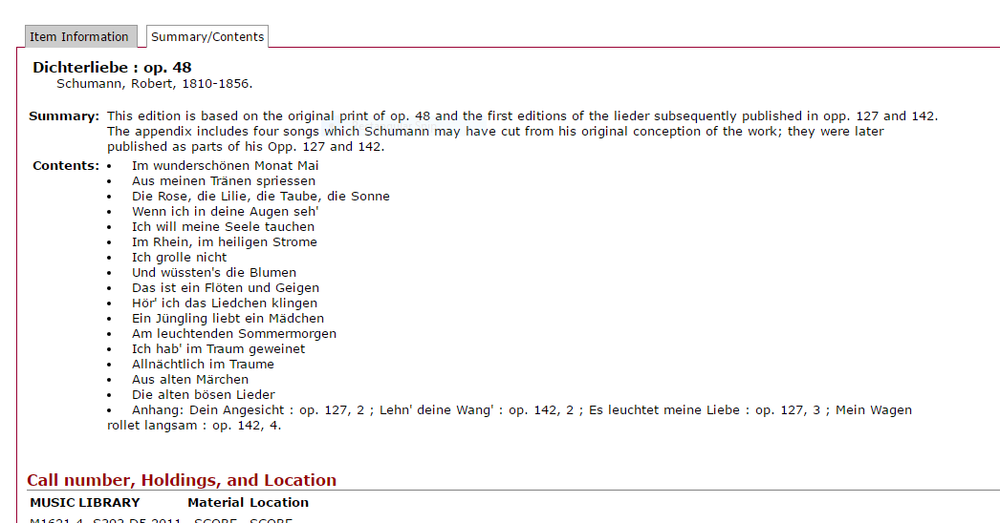 Item Information
Summary/Contents
Dichterliebe : op. 48
Schumann, Robert, 1810-1856.
Summary: This edition is based on the original print of op. 48 and the first editions of the lieder subsequently published in opp. 127 and 142.
The appendix includes four songs which Schumann may have cut from his original conception of the work; they were later
published as parts of his Opp. 127 and 142.
Contents: • Im wunderschönen Monat Mai
• Aus meinen Tränen spriessen
• Die Rose, die Lilie, die Taube, die Sonne
• Wenn ich in deine Augen seh'
• Ich will meine Seele tauchen
• Im Rhein, im heiligen Strome
• Ich grolle nicht
• Und wüssten's die Blumen
• Das ist ein Flöten und Geigen
• Hör' ich das Liedchen klingen
• Ein Jüngling liebt ein Mädchen
• Am leuchtenden Sommermorgen
• Ich hab' im Traum geweinet
• Allnächtlich im Traume
• Aus alten Märchen
• Die alten bösen Lieder
• Anhang: Dein Angesicht : op. 127, 2 ; Lehn' deine Wang' : op. 142, 2 ; Es leuchtet meine Liebe : op. 127, 3 ; Mein Wagen
rollet langsam : op. 142, 4.
Call number, Holdings, and Location
MUSIC LIBRARY Material Location
M1621.4 .S392 D5 2011 SCORE SCORE